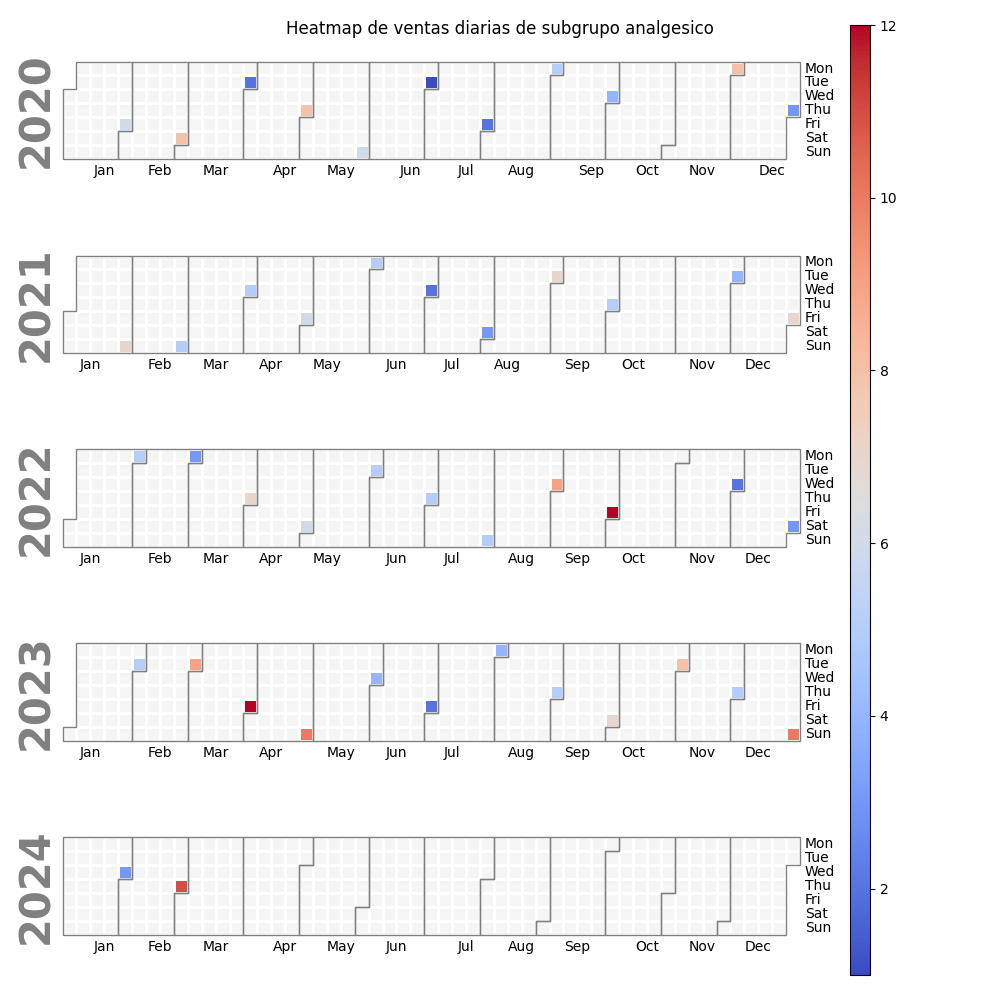 Heatmap de ventas diarias de subgrupo analgesico
2020
Mon
Tue
Wed
Thu
Fri
Sat
Sun
Jan Feb Mar Apr May Jun Jul Aug Sep Oct Nov Dec
2021
Mon
Tue
Wed
Thu
Fri
Sat
Sun
Jan Feb Mar Apr May Jun Jul Aug Sep Oct Nov Dec
2022
Mon
Tue
Wed
Thu
Fri
Sat
Sun
Jan Feb Mar Apr May Jun Jul Aug Sep Oct Nov Dec
2023
Mon
Tue
Wed
Thu
Fri
Sat
Sun
Jan Feb Mar Apr May Jun Jul Aug Sep Oct Nov Dec
2024
Mon
Tue
Wed
Thu
Fri
Sat
Sun
Jan Feb Mar Apr May Jun Jul Aug Sep Oct Nov Dec
12
10
8
6
4
2